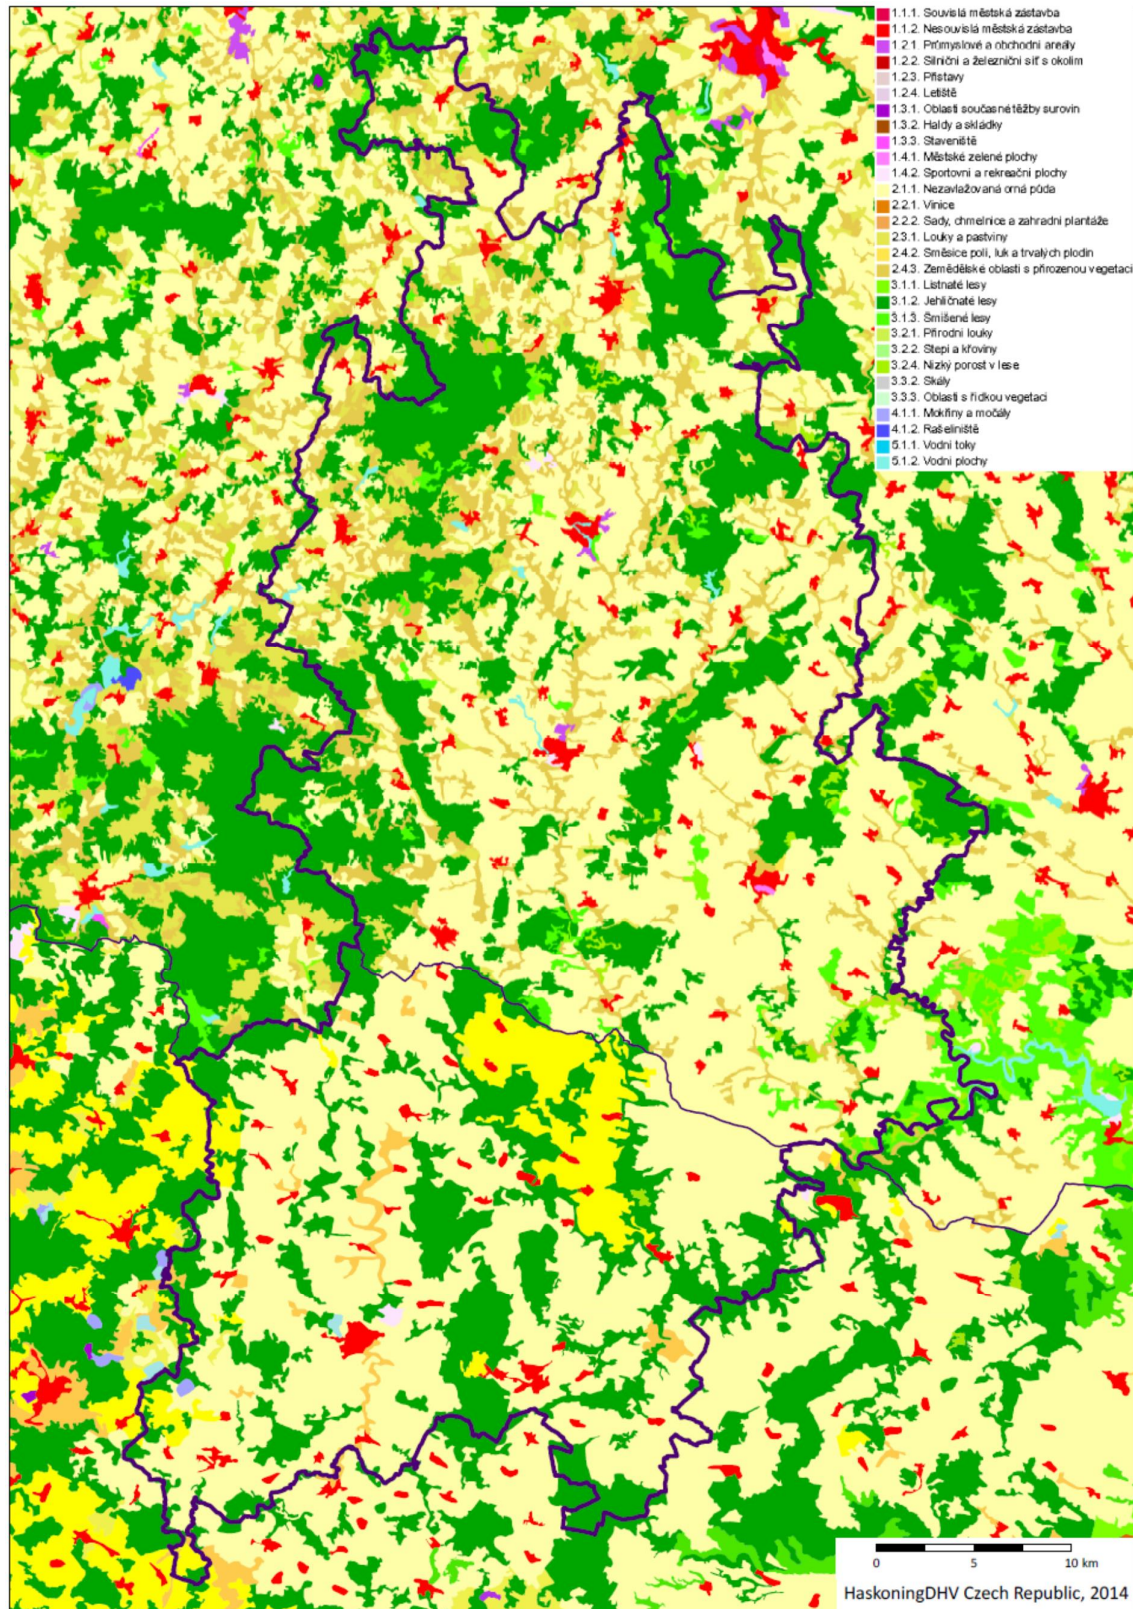 1.1.1. Souvislá městská zástavba
1.1.2. Nesouvislá městská zástavba
1.2.1. Průmyslové a obchodní areály
1.2.2. Silniční a železniční síť s okolím
1.2.3. Přístavy
1.2.4. Letiště
1.3.1. Oblasti současné těžby surovin
1.3.2. Haldy a skládky
1.3.3. Staveniště
1.4.1. Městské zelené plochy
1.4.2. Sportovní a rekreační plochy
2.1.1. Nezavlažovaná orná půda
2.2.1. Vinice
2.2.2. Sady, chmelnice a zahradní plantáže
2.3.1. Louky a pastviny
2.4.2. Směsice polí, luk a trvalých plodin
2.4.3. Zemědělské oblasti s přirozenou vegetací
3.1.1. Listnaté lesy
3.1.2. Jehličnaté lesy
3.1.3. Smíšené lesy
3.2.1. Přírodní louky
3.2.2. Stepi a křoviny
3.2.4. Nízký porost v lese
3.3.2. Skály
3.3.3. Oblasti s řídkou vegetací
4.1.1. Mokřiny a močály
4.1.2. Rašeliniště
5.1.1. Vodní toky
5.1.2. Vodní plochy
0 5 10 km
HaskoningDHV Czech Republic, 2014